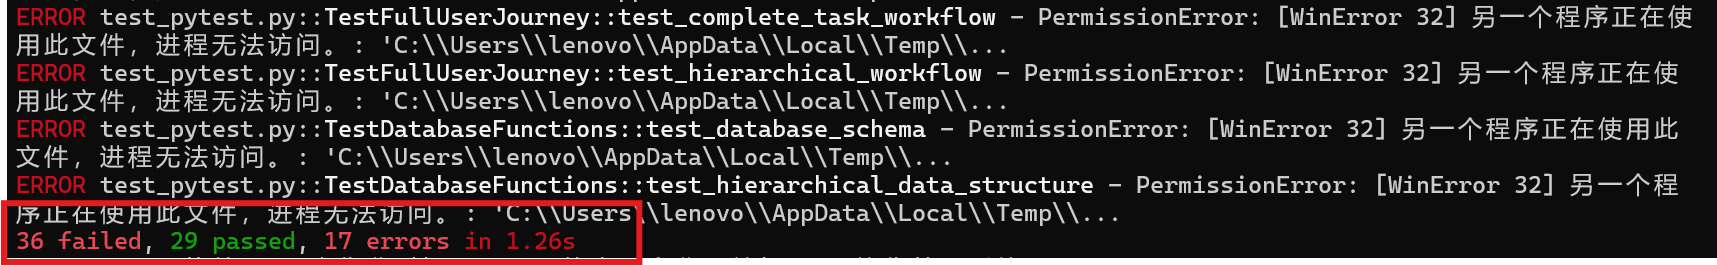 ERROR test_pytest.py::TestFullUserJourney::test_complete_task_workflow - PermissionError: [WinError 32] 另一个程序正在使
用此文件，进程无法访问。: 'C:\\Users\\lenovo\\AppData\\Local\\Temp\\...
ERROR test_pytest.py::TestFullUserJourney::test_hierarchical_workflow - PermissionError: [WinError 32] 另一个程序正在使
用此文件，进程无法访问。: 'C:\\Users\\lenovo\\AppData\\Local\\Temp\\...
ERROR test_pytest.py::TestDatabaseFunctions::test_database_schema - PermissionError: [WinError 32] 另一个程序正在使用此
文件，进程无法访问。: 'C:\\Users\\lenovo\\AppData\\Local\\Temp\\...
ERROR test_pytest.py::TestDatabaseFunctions::test_hierarchical_data_structure - PermissionError: [WinError 32] 另一个程
序正在使用此文件，进程无法访问。: 'C:\\Users\\lenovo\\AppData\\Local\\Temp\\...
36 failed, 29 passed, 17 errors in 1.26s